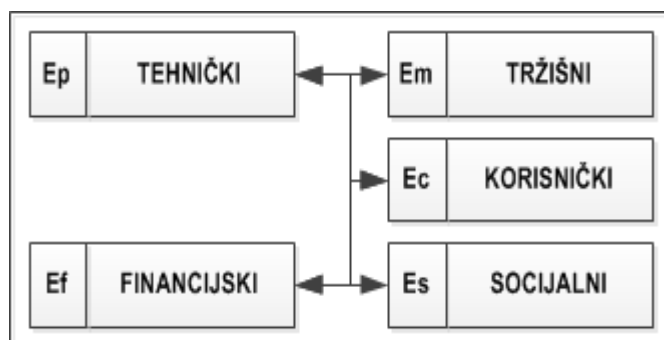 Ep TEHNIČKI
Em TRŽIŠNI
Ec KORISNIČKI
Ef FINANCIJSKI
Es SOCIJALNI